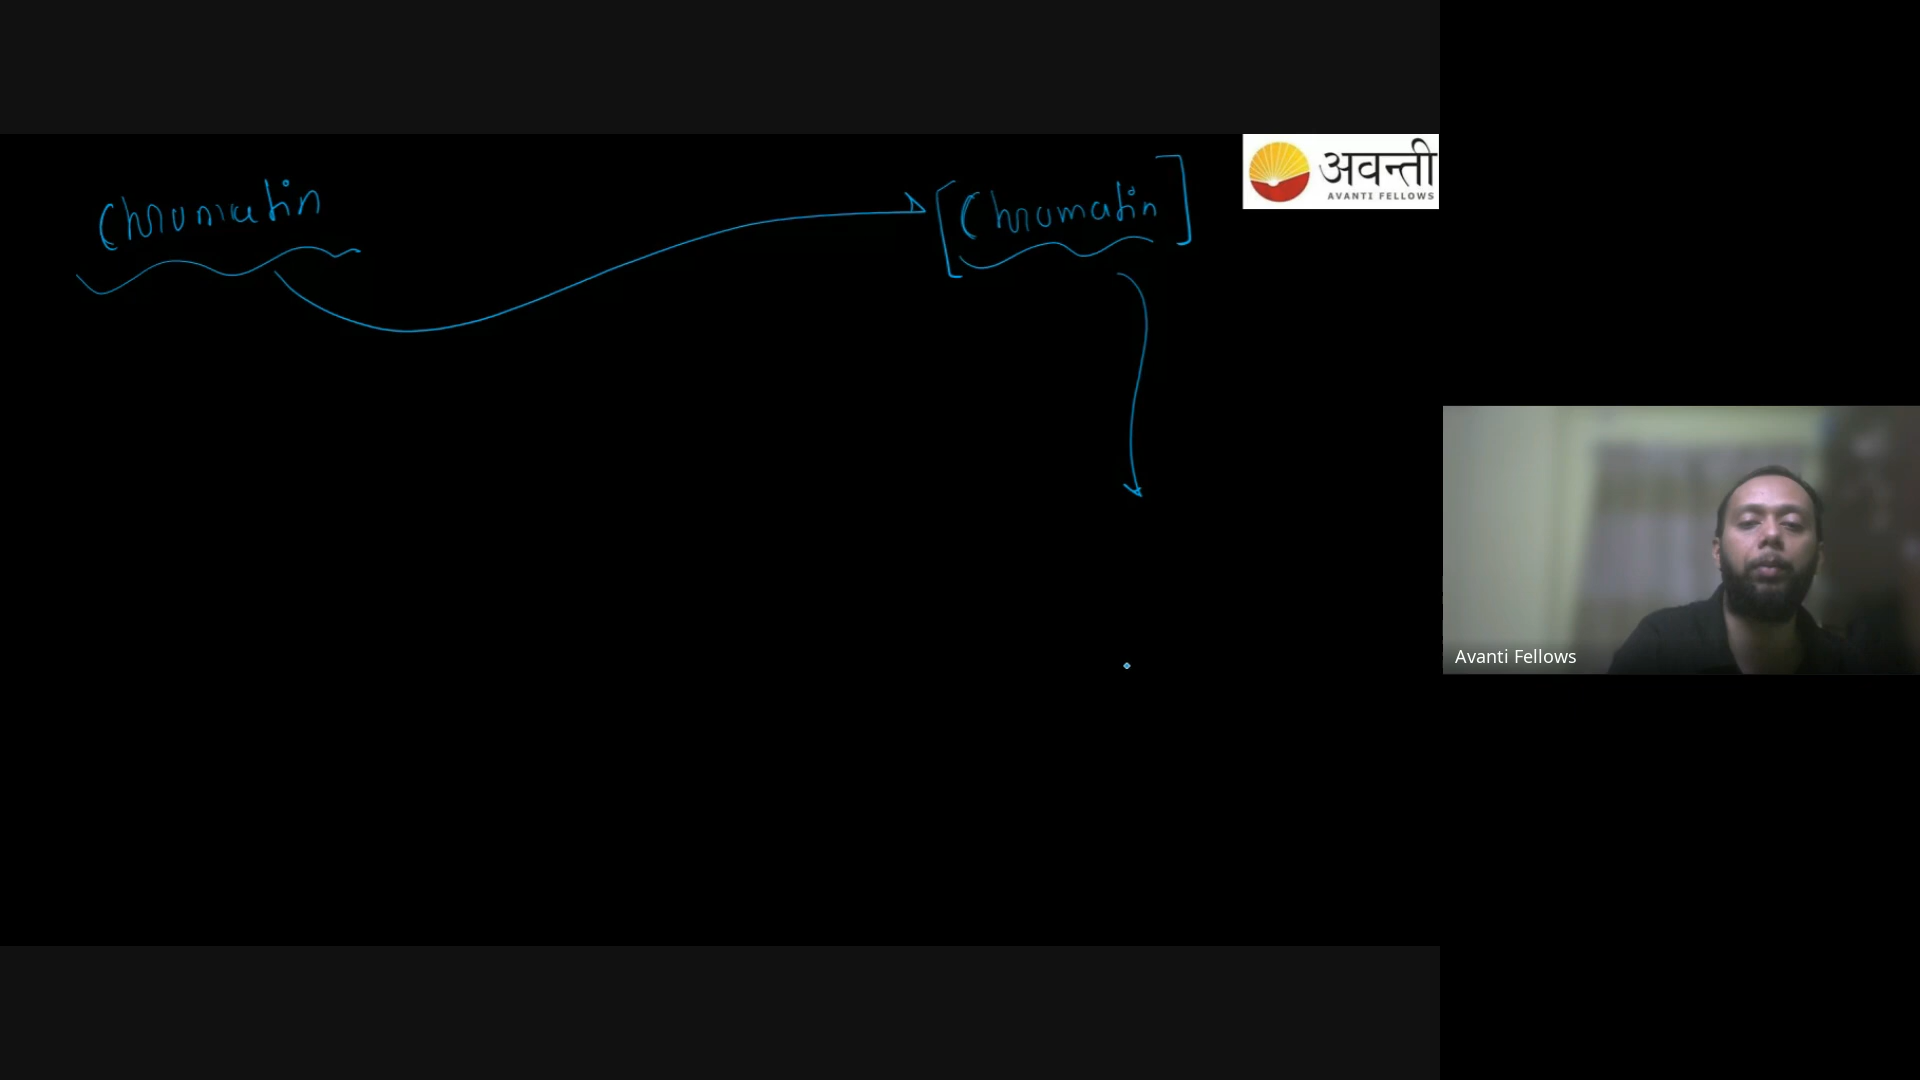 Chromatin
[Chromatin]
अवन्ती
AVANTI FELLOWS
Avanti Fellows